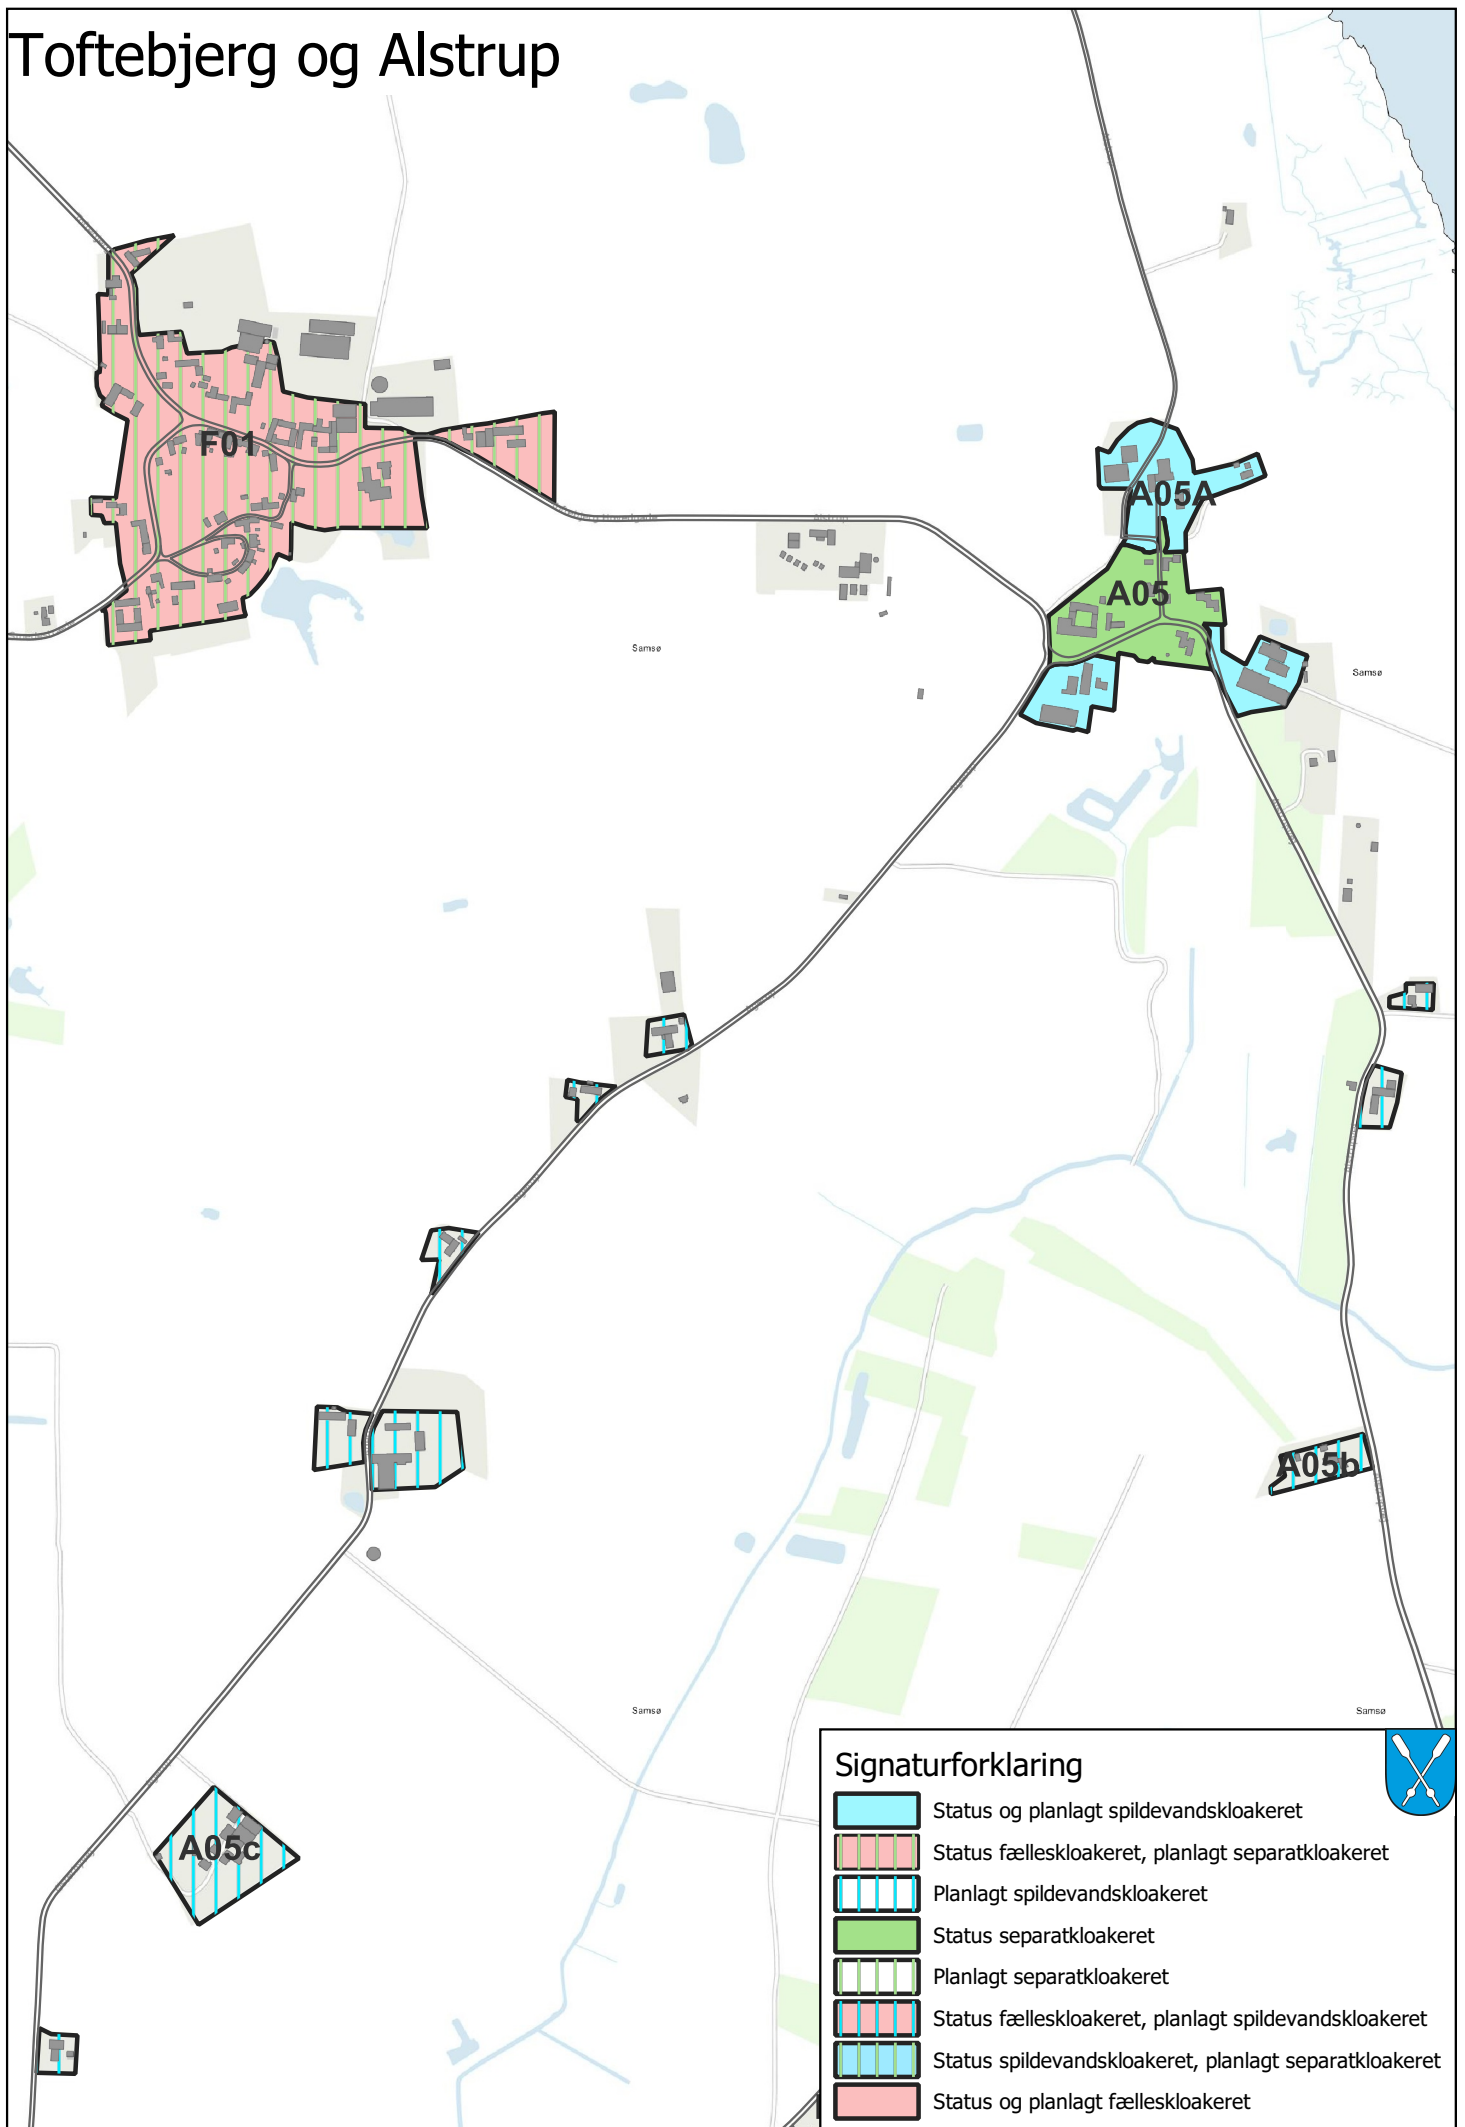 Toftebjerg og Alstrup
F01
A05A
Alstrup
A05
Samsø
Samsø
A05b
Samsø
Samsø
A05c
Signaturforklaring
Status og planlagt spildevandskloakeret
Status fælleskloakeret, planlagt separatkloakeret
Planlagt spildevandskloakeret
Status separatkloakeret
Planlagt separatkloakeret
Status fælleskloakeret, planlagt spildevandskloakeret
Status spildevandskloakeret, planlagt separatkloakeret
Status og planlagt fælleskloakeret